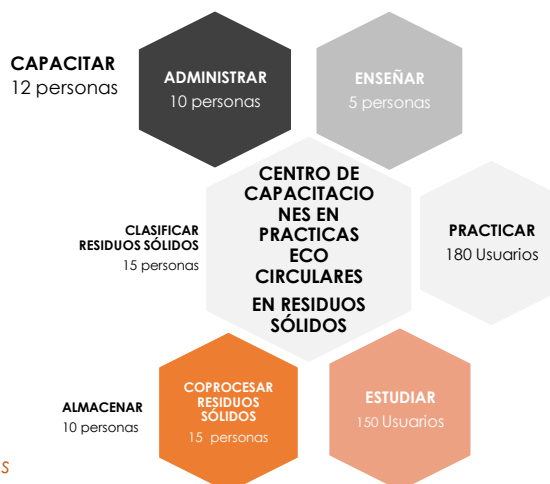 CAPACITAR
12 personas
ADMINISTRAR
10 personas
ENSEÑAR
5 personas
CENTRO DE
CAPACITACIO
NES EN
PRACTICAS
ECO
CIRCULARES
EN RESIDUOS
SÓLIDOS
CLASIFICAR
RESIDUOS SÓLIDOS
15 personas
PRACTICAR
180 Usuarios
ALMACENAR
10 personas
COPROCESAR
RESIDUOS
SÓLIDOS
15 personas
ESTUDIAR
150 Usuarios
s